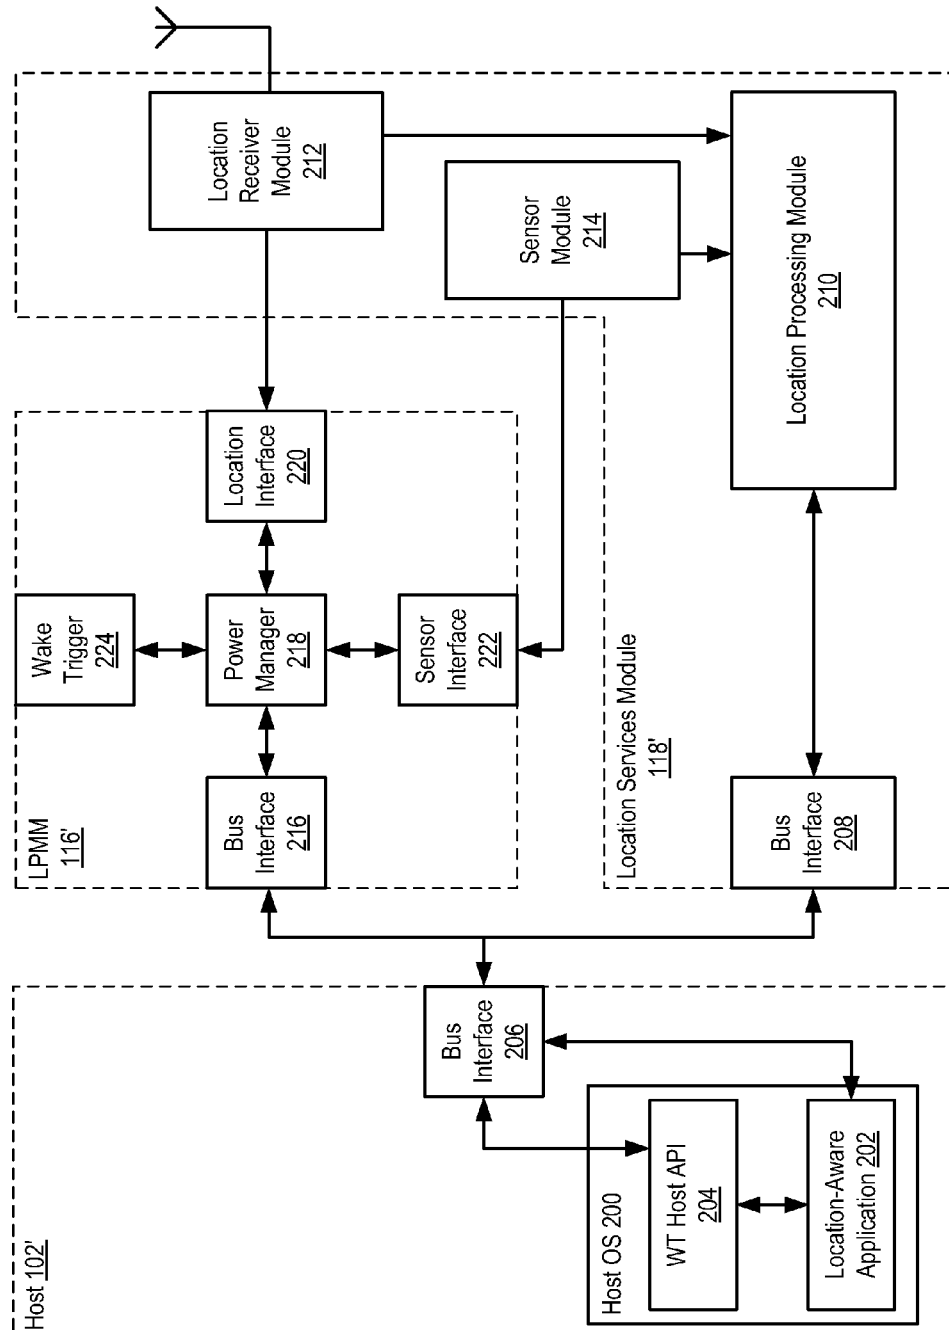 Host 102'
Host OS 200
WT Host API
204
Location-Aware
Application 202
Bus
Interface
206
LPMM
116'
Bus
Interface
216
Wake
Trigger
224
Power
Manager
218
Sensor
Interface
222
Location
Interface
220
Location Services Module
118'
Bus
Interface
208
Location
Receiver
Module
212
Sensor
Module
214
Location Processing Module
210